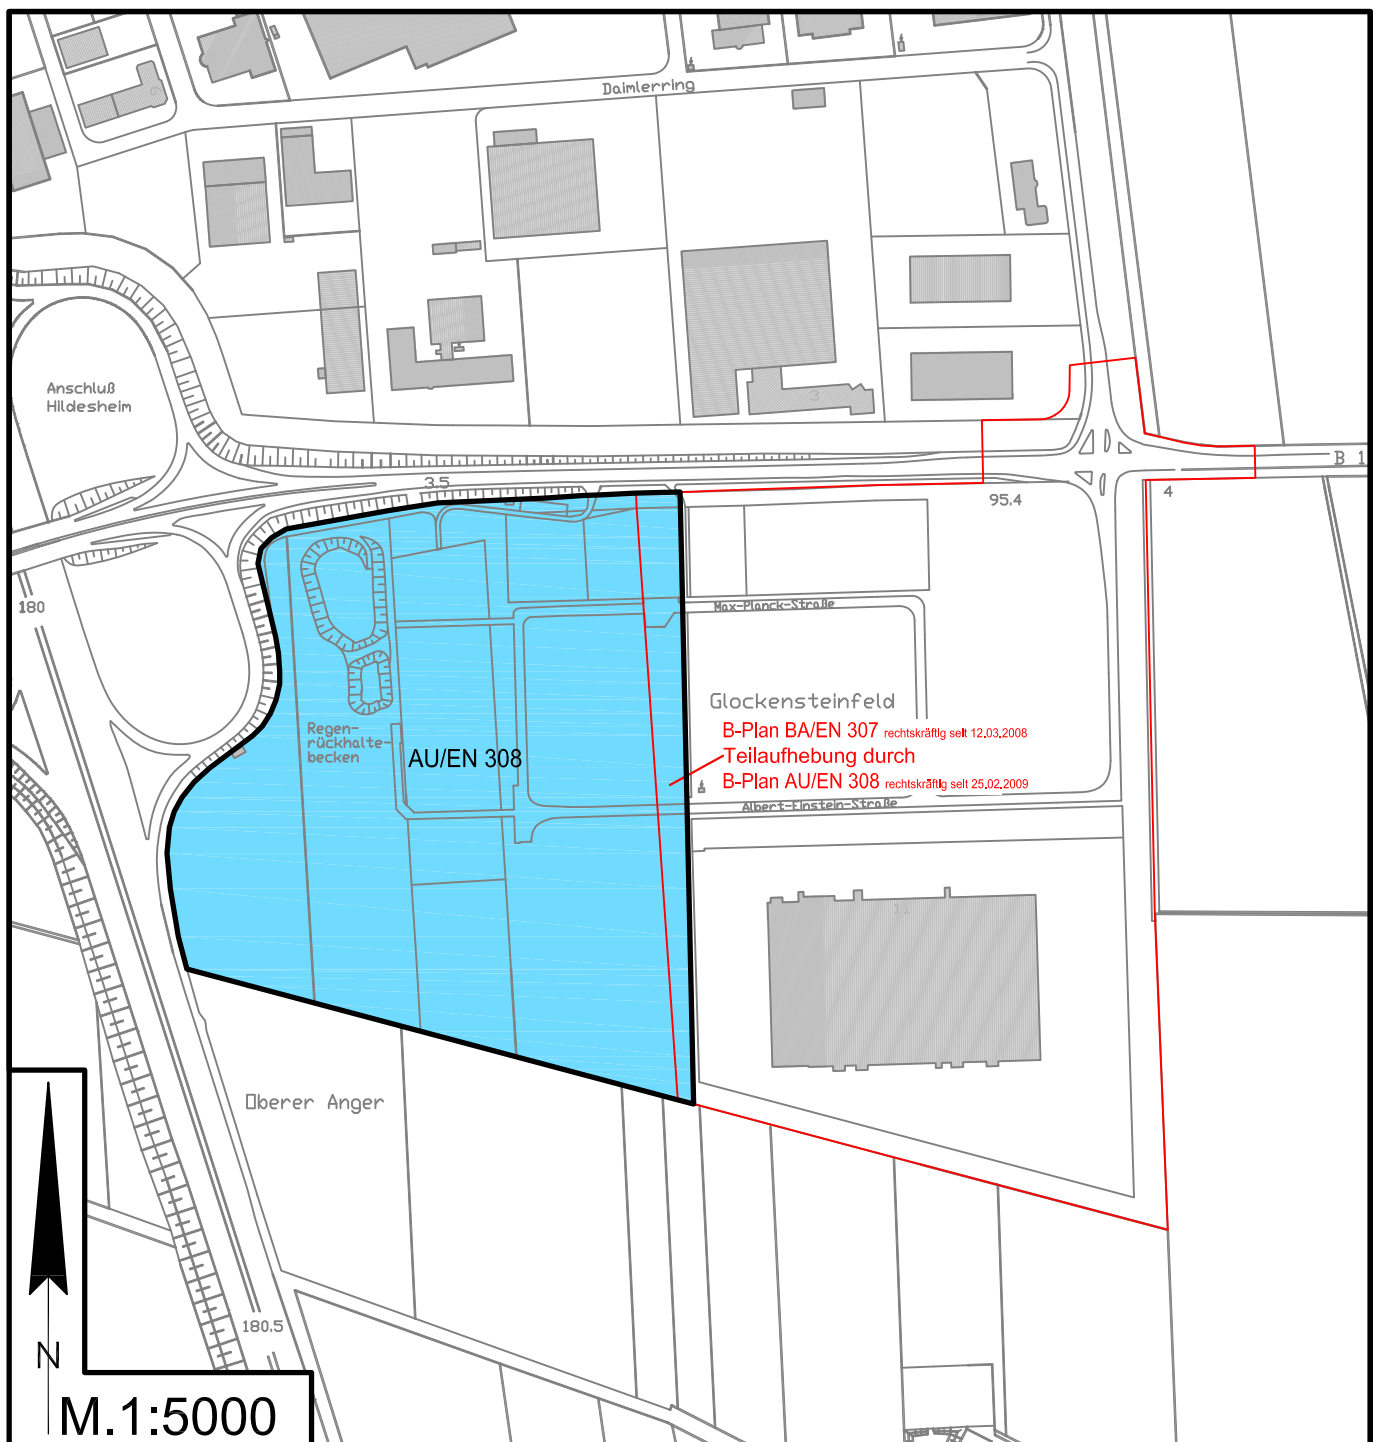 Daimlerring
Anschluß
Hildesheim
3
B 1
3.5
95.4
4
180
Max-Planck-Straße
Glockensteinfeld
Regen-
rückhalte-
becken
AU/EN 308
B-Plan BA/EN 307 rechtskräftig seit 12.03.2008
Teilaufhebung durch
B-Plan AU/EN 308 rechtskräftig seit 25.02.2009
Albert-Einstein-Straße
11
Oberer Anger
180.5
N
M.1:5000